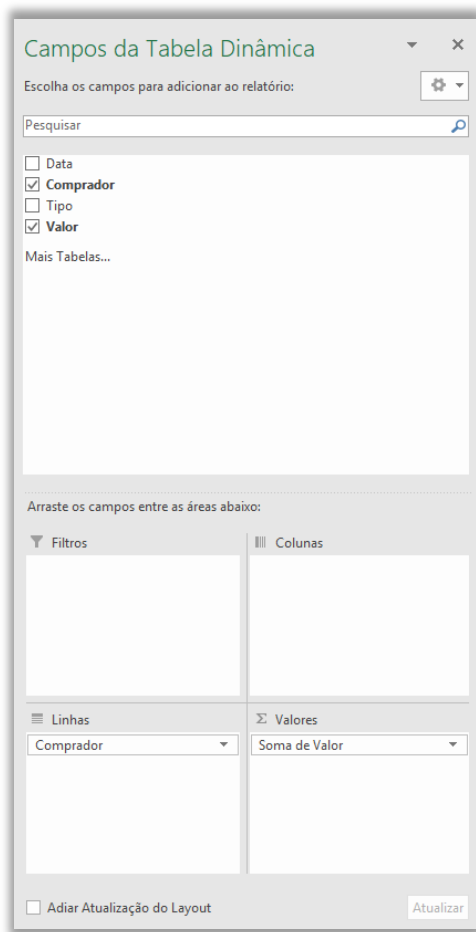 Campos da Tabela Dinâmica
Escolha os campos para adicionar ao relatório:
Pesquisar
Data
Comprador
Tipo
Valor
Mais Tabelas...
Arraste os campos entre as áreas abaixo:
Filtros
Colunas
Linhas
Σ Valores
Comprador
Soma de Valor
Adiar Atualização do Layout
Atualizar